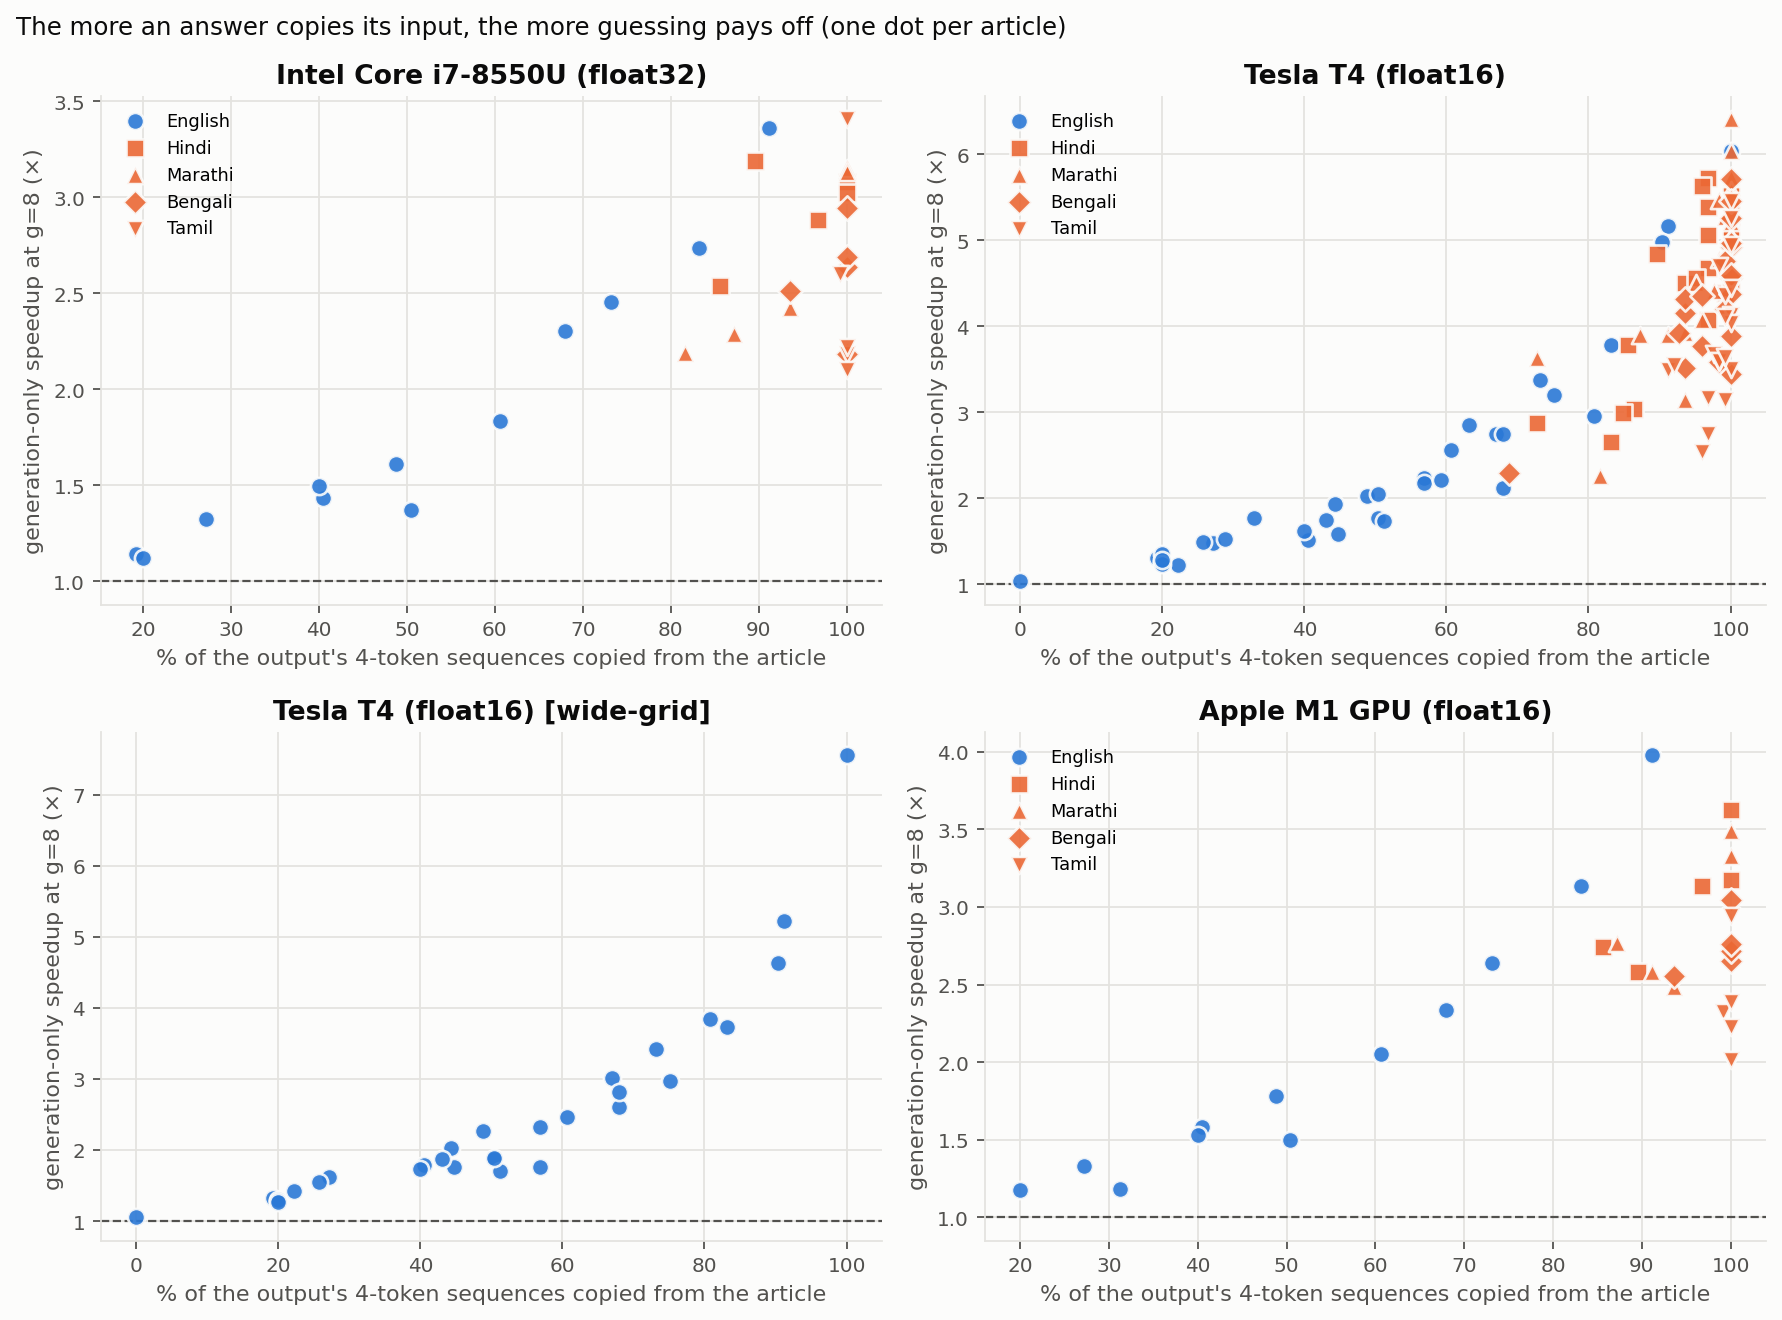 The more an answer copies its input, the more guessing pays off (one dot per article)
Intel Core i7-8550U (float32)
English
Hindi
Marathi
Bengali
Tamil
3.5
3.0
2.5
2.0
1.5
1.0
generation-only speedup at g=8 (×)
20 30 40 50 60 70 80 90 100
% of the output's 4-token sequences copied from the article
Tesla T4 (float16)
English
Hindi
Marathi
Bengali
Tamil
6
5
4
3
2
1
generation-only speedup at g=8 (×)
0 20 40 60 80 100
% of the output's 4-token sequences copied from the article
Tesla T4 (float16) [wide-grid]
7
6
5
4
3
2
1
generation-only speedup at g=8 (×)
0 20 40 60 80 100
% of the output's 4-token sequences copied from the article
Apple M1 GPU (float16)
English
Hindi
Marathi
Bengali
Tamil
4.0
3.5
3.0
2.5
2.0
1.5
1.0
generation-only speedup at g=8 (×)
20 30 40 50 60 70 80 90 100
% of the output's 4-token sequences copied from the article